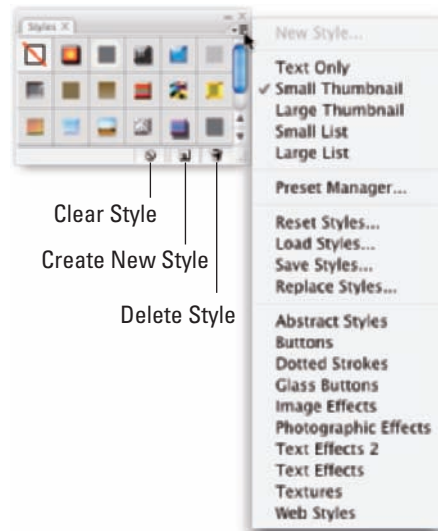 Styles ×
Clear Style
Create New Style
Delete Style
New Style...
Text Only
✓ Small Thumbnail
Large Thumbnail
Small List
Large List
Preset Manager...
Reset Styles...
Load Styles...
Save Styles...
Replace Styles...
Abstract Styles
Buttons
Dotted Strokes
Glass Buttons
Image Effects
Photographic Effects
Text Effects 2
Text Effects
Textures
Web Styles